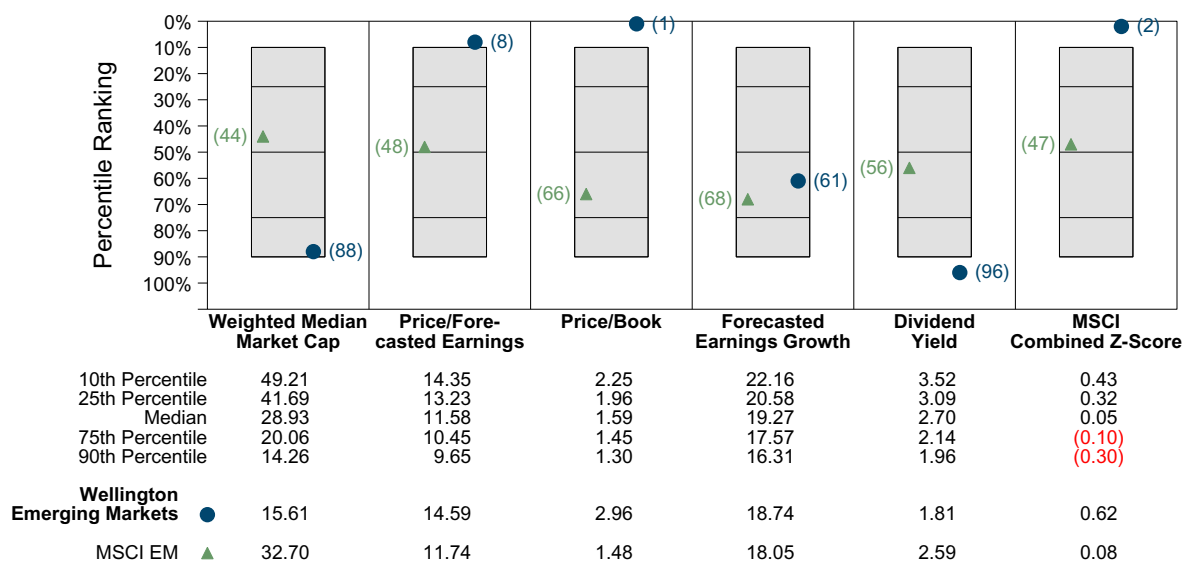 0%
10%
20%
30%
40%
50%
60%
70%
80%
90%
100%
Percentile Ranking
(44)
(88)
(48)
(8)
(66)
(1)
(68)
(61)
(56)
(96)
(47)
(2)
Weighted Median
Market Cap
Price/Fore-
casted Earnings
Price/Book
Forecasted
Earnings Growth
Dividend
Yield
MSCI
Combined Z-Score
10th Percentile 49.21 14.35 2.25 22.16 3.52 0.43
25th Percentile 41.69 13.23 1.96 20.58 3.09 0.32
Median 28.93 11.58 1.59 19.27 2.70 0.05
75th Percentile 20.06 10.45 1.45 17.57 2.14 (0.10)
90th Percentile 14.26 9.65 1.30 16.31 1.96 (0.30)
Wellington
Emerging Markets 15.61 14.59 2.96 18.74 1.81 0.62
MSCI EM 32.70 11.74 1.48 18.05 2.59 0.08